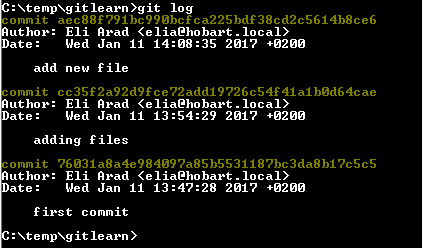 C:\temp\gitlearn>git log
commit aec88f791bc990bcfca225bdf38cd2c5614b8ce6
Author: Eli Arad <elia@hobart.local>
Date:   Wed Jan 11 14:08:35 2017 +0200
    add new file
commit cc35f2a92d9fce72add19726c54f41a1b0d64cae
Author: Eli Arad <elia@hobart.local>
Date:   Wed Jan 11 13:54:29 2017 +0200
    adding files
commit 76031a8a4e984097a85b5531187bc3da8b17c5c5
Author: Eli Arad <elia@hobart.local>
Date:   Wed Jan 11 13:47:28 2017 +0200
    first commit
C:\temp\gitlearn>